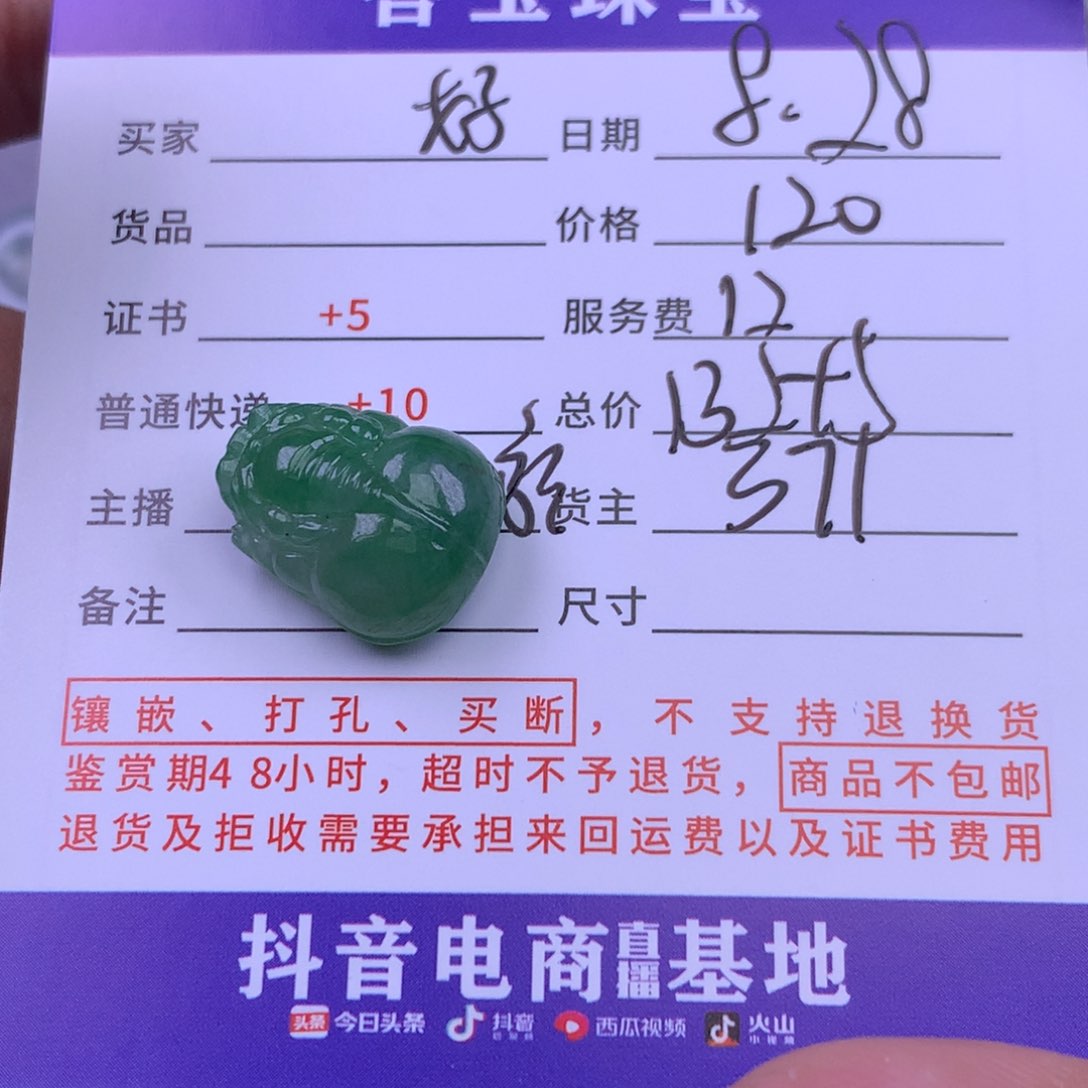 买家 日期 8.28
货品 价格 120
证书 +5 服务费 12
普通快递 +10 总价 135+5
主播 货主 371
备注 尺寸
镶嵌、打孔、买断，不支持退换货
鉴赏期48小时，超时不予退货，商品不包邮
退货及拒收需要承担来回运费以及证书费用
抖音电商直播基地
头条 今日头条 抖音 西瓜视频 火山